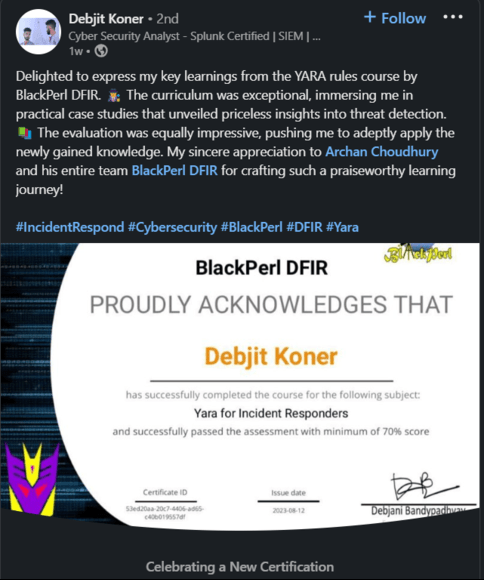 Debjit Koner • 2nd
+ Follow
Cyber Security Analyst - Splunk Certified | SIEM | ...
1w •
Delighted to express my key learnings from the YARA rules course by
BlackPerl DFIR. The curriculum was exceptional, immersing me in
practical case studies that unveiled priceless insights into threat detection.
The evaluation was equally impressive, pushing me to adeptly apply the
newly gained knowledge. My sincere appreciation to Archan Choudhury
and his entire team BlackPerl DFIR for crafting such a praiseworthy learning
journey!
#IncidentRespond #Cybersecurity #BlackPerl #DFIR #Yara
BlackPerl
BlackPerl DFIR
PROUDLY ACKNOWLEDGES THAT
Debjit Koner
has successfully completed the course for the following subject:
Yara for Incident Responders
and successfully passed the assessment with minimum of 70% score
Certificate ID
53ed20aa-20c7-4406-ad65-
c40b019557df
Issue date
2023-08-12
Debjani Bandypadhyay
Celebrating a New Certification